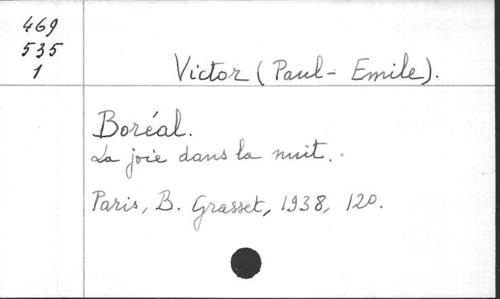 469
535
1
Victor (Paul-Emile).
Boréal.
La joie dans la nuit.
Paris, B. Grasset, 1938, 12o.